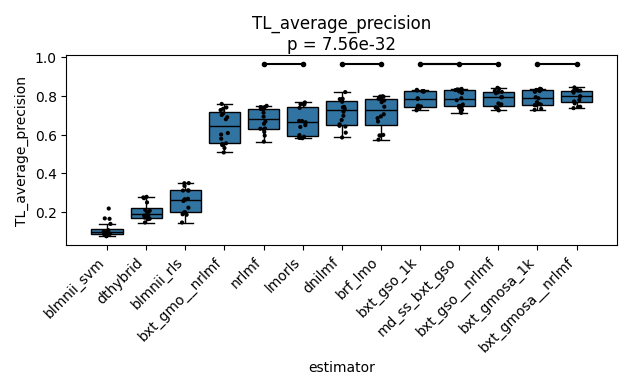 TL_average_precision
p = 7.56e-32
TL_average_precision
1.0
0.8
0.6
0.4
0.2
blmnii_svm
dthybrid
blmnii_rls
bxt_gmo__nrlmf
nrlmf
lmorls
dnilmf
brf_lmo
bxt_gso_1k
md_ss_bxt_gso
bxt_gso__nrlmf
bxt_gmosa_1k
bxt_gmosa__nrlmf
estimator